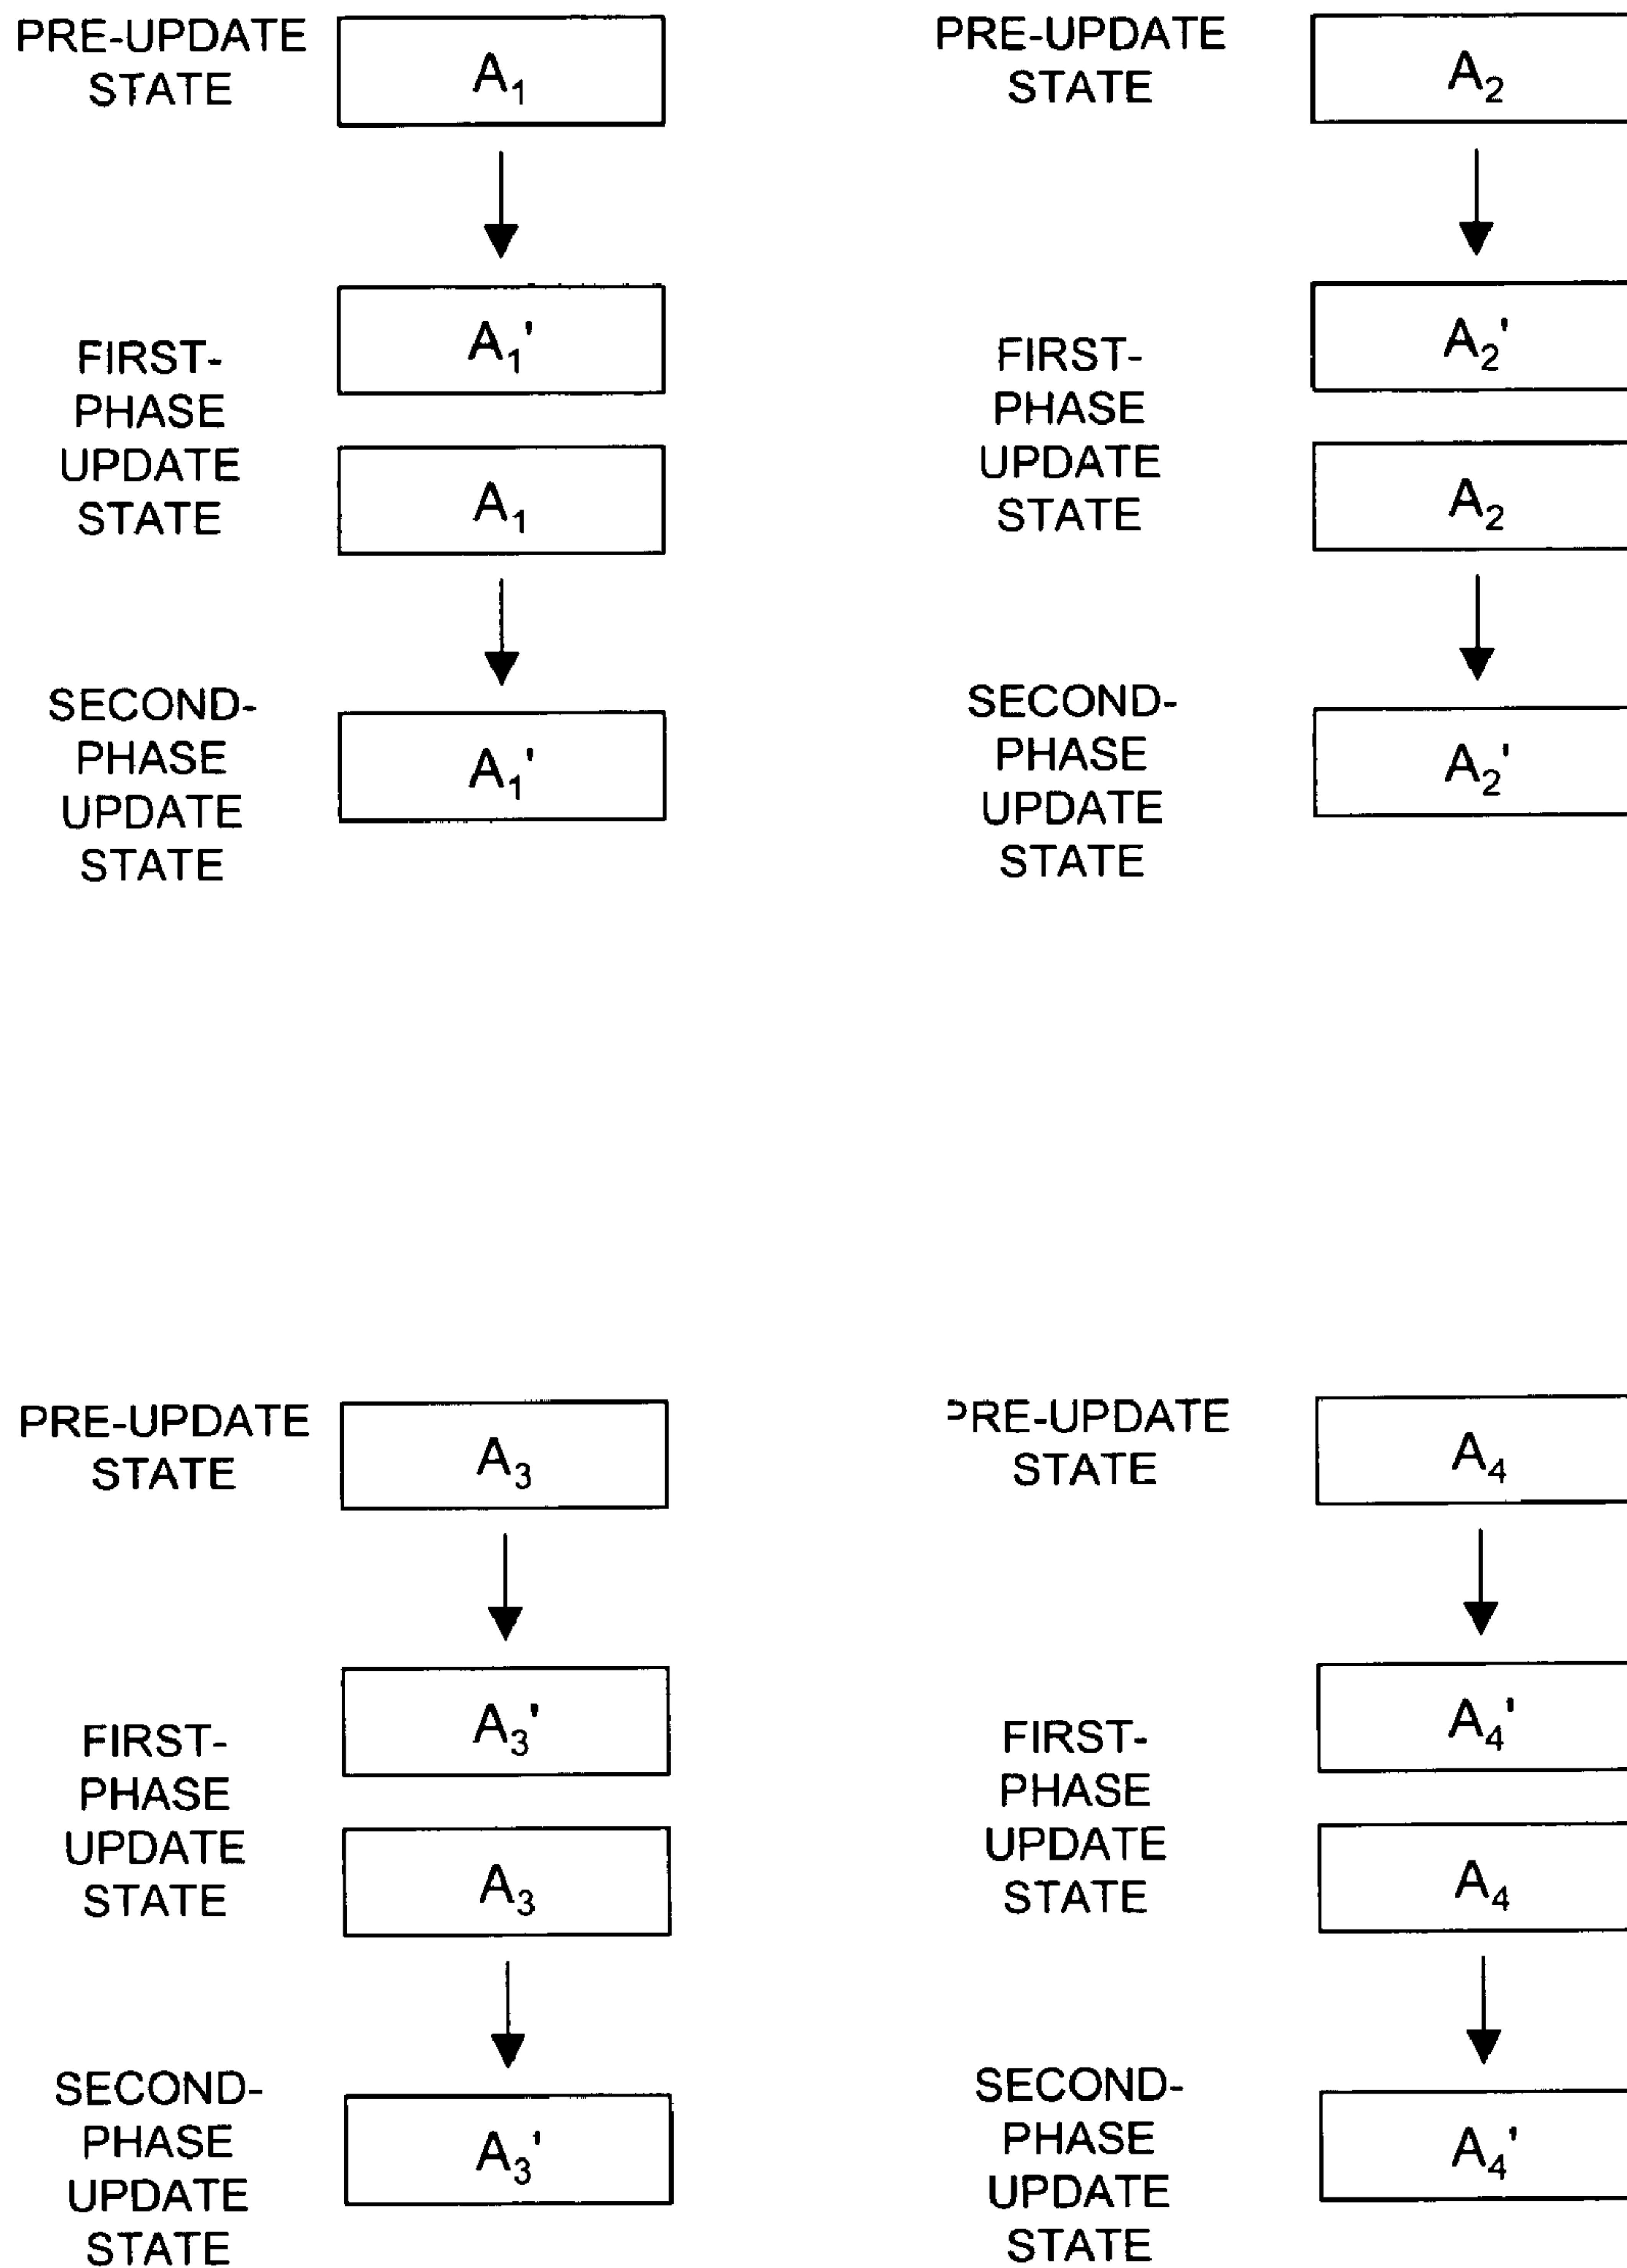 PRE-UPDATE
STATE
A₁
FIRST-
PHASE
UPDATE
STATE
A₁'
A₁
SECOND-
PHASE
UPDATE
STATE
A₁'
PRE-UPDATE
STATE
A₂
FIRST-
PHASE
UPDATE
STATE
A₂'
A₂
SECOND-
PHASE
UPDATE
STATE
A₂'
PRE-UPDATE
STATE
A₃
FIRST-
PHASE
UPDATE
STATE
A₃'
A₃
SECOND-
PHASE
UPDATE
STATE
A₃'
PRE-UPDATE
STATE
A₄
FIRST-
PHASE
UPDATE
STATE
A₄'
A₄
SECOND-
PHASE
UPDATE
STATE
A₄'